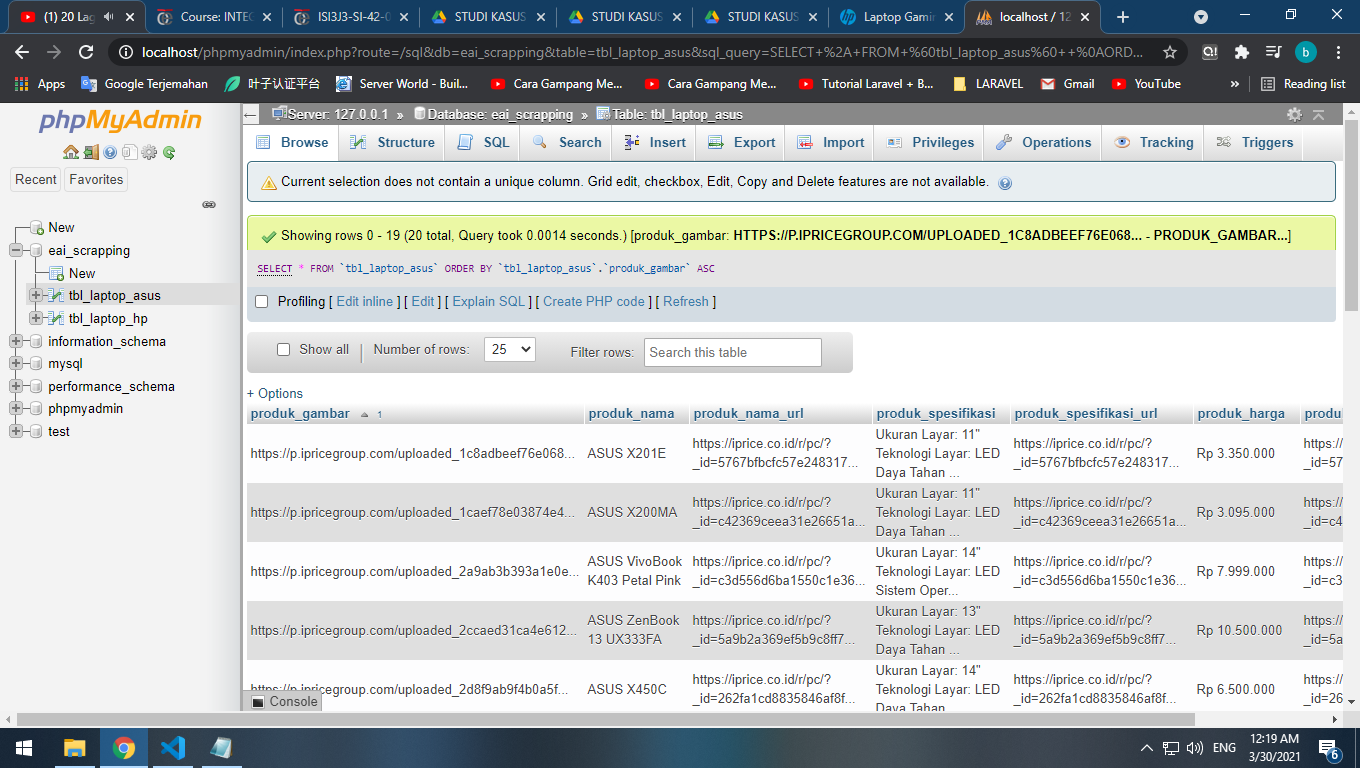 (1) 20 Lag
Course: INTEC
ISI3J3-SI-42-0
STUDI KASUS
STUDI KASUS
STUDI KASUS
Laptop Gamin
localhost / 12
localhost/phpmyadmin/index.php?route=/sql&db=eai_scrapping&table=tbl_laptop_asus&sql_query=SELECT+%2A+FROM+%60tbl_laptop_asus%60++%0AORD...
b
Apps
Google Terjemahan
叶子认证平台
Server World - Buil...
Cara Gampang Me...
Cara Gampang Me...
Tutorial Laravel + B...
LARAVEL
Gmail
YouTube
»
Reading list
phpMyAdmin
Recent
Favorites
New
eai_scrapping
New
tbl_laptop_asus
tbl_laptop_hp
information_schema
mysql
performance_schema
phpmyadmin
test
Server: 127.0.0.1 » Database: eai_scrapping » Table: tbl_laptop_asus
Browse
Structure
SQL
Search
Insert
Export
Import
Privileges
Operations
Tracking
Triggers
Current selection does not contain a unique column. Grid edit, checkbox, Edit, Copy and Delete features are not available.
Showing rows 0 - 19 (20 total, Query took 0.0014 seconds.) [produk_gambar: HTTPS://P.IPRICEGROUP.COM/UPLOADED_1C8ADBEEF76E068... - PRODUK_GAMBAR...]
SELECT * FROM `tbl_laptop_asus` ORDER BY `tbl_laptop_asus`.`produk_gambar` ASC
Profiling [ Edit inline ] [ Edit ] [ Explain SQL ] [ Create PHP code ] [ Refresh ]
Show all
Number of rows:
25
Filter rows:
Search this table
+ Options
produk_gambar 1
produk_nama
produk_nama_url
produk_spesifikasi
produk_spesifikasi_url
produk_harga
produ
https://p.ipricegroup.com/uploaded_1c8adbeef76e068...
ASUS X201E
https://iprice.co.id/r/pc/?
_id=5767bfbcfc57e248317...
Ukuran Layar: 11"
Teknologi Layar: LED
Daya Tahan ...
https://iprice.co.id/r/pc/?
_id=5767bfbcfc57e248317...
Rp 3.350.000
https://
_id=57
https://p.ipricegroup.com/uploaded_1caef78e03874e4...
ASUS X200MA
https://iprice.co.id/r/pc/?
_id=c42369ceea31e26651a...
Ukuran Layar: 11"
Teknologi Layar: LED
Daya Tahan ...
https://iprice.co.id/r/pc/?
_id=c42369ceea31e26651a...
Rp 3.095.000
https://
_id=c4
https://p.ipricegroup.com/uploaded_2a9ab3b393a1e0e...
ASUS VivoBook
K403 Petal Pink
https://iprice.co.id/r/pc/?
_id=c3d556d6ba1550c1e36...
Ukuran Layar: 14"
Teknologi Layar: LED
Sistem Oper...
https://iprice.co.id/r/pc/?
_id=c3d556d6ba1550c1e36...
Rp 7.999.000
https://
_id=c3
https://p.ipricegroup.com/uploaded_2ccaed31ca4e612...
ASUS ZenBook
13 UX333FA
https://iprice.co.id/r/pc/?
_id=5a9b2a369ef5b9c8ff7...
Ukuran Layar: 13"
Teknologi Layar: LED
Daya Tahan ...
https://iprice.co.id/r/pc/?
_id=5a9b2a369ef5b9c8ff7...
Rp 10.500.000
https://
_id=5a
https://p.ipricegroup.com/uploaded_2d8f9ab9f4b0a5f...
ASUS X450C
https://iprice.co.id/r/pc/?
_id=262fa1cd8835846af8f...
Ukuran Layar: 14"
Teknologi Layar: LED
Daya Tahan ...
https://iprice.co.id/r/pc/?
_id=262fa1cd8835846af8f...
Rp 6.500.000
https://
_id=26
Console
ENG
12:19 AM
3/30/2021
6